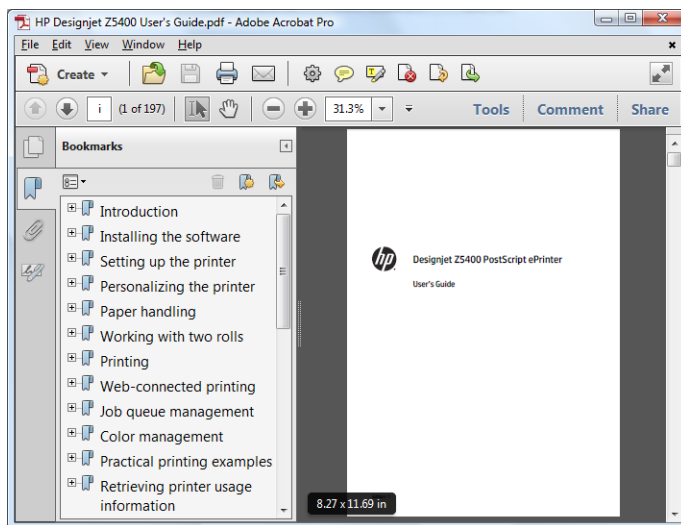 HP Designjet Z5400 User's Guide.pdf - Adobe Acrobat Pro
File Edit View Window Help
Create
i (1 of 197) 31.3% Tools Comment Share
Bookmarks
Introduction
Installing the software
Setting up the printer
Personalizing the printer
Paper handling
Working with two rolls
Printing
Web-connected printing
Job queue management
Color management
Practical printing examples
Retrieving printer usage
information
hp
Designjet Z5400 PostScript ePrinter
User's Guide
8.27 x 11.69 in